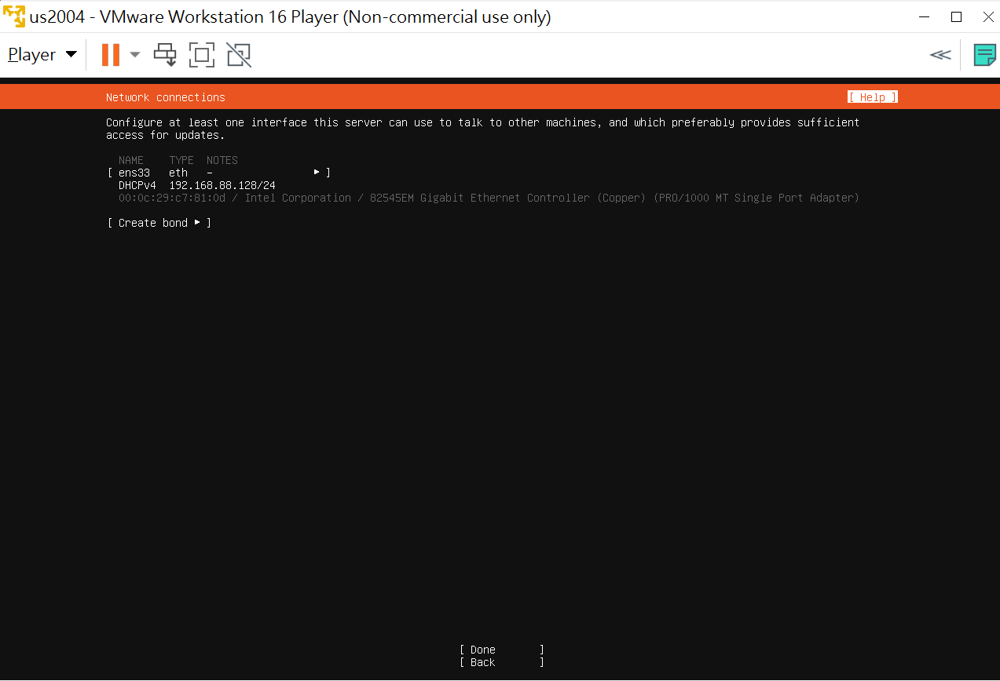 us2004 - VMware Workstation 16 Player (Non-commercial use only)
Player
Network connections [ Help ]
Configure at least one interface this server can use to talk to other machines, and which preferably provides sufficient
access for updates.
NAME TYPE NOTES
[ ens33 eth – ▸ ]
DHCPv4 192.168.88.128/24
00:0c:29:c7:81:0d / Intel Corporation / 82545EM Gigabit Ethernet Controller (Copper) (PRO/1000 MT Single Port Adapter)
[ Create bond ▸ ]
[ Done ]
[ Back ]